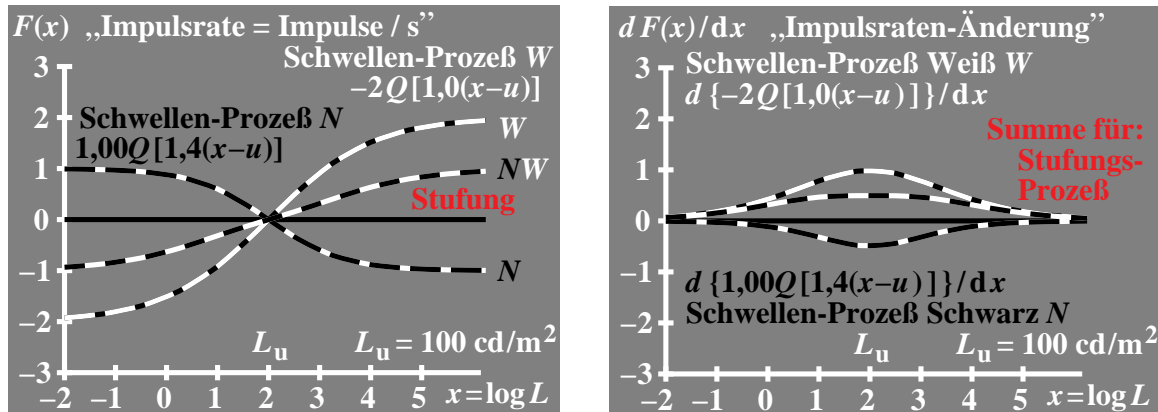 F(x) „Impulsrate = Impulse / s”
Schwellen-Prozeß W
–2Q[1,0(x–u)]
Schwellen-Prozeß N
1,00Q[1,4(x–u)]
W
NW
Stufung
N
3
2
1
0
–1
–2
–3
Lu
Lu = 100 cd/m2
–2 –1 0 1 2 3 4 5 x = log L
d F(x)/dx „Impulsraten-Änderung”
Schwellen-Prozeß Weiß W
d {–2Q[1,0(x–u)]}/dx
Summe für:
Stufungs-
Prozeß
d {1,00Q[1,4(x–u)]}/dx
Schwellen-Prozeß Schwarz N
3
2
1
0
–1
–2
–3
Lu
Lu = 100 cd/m2
–2 –1 0 1 2 3 4 5 x = log L